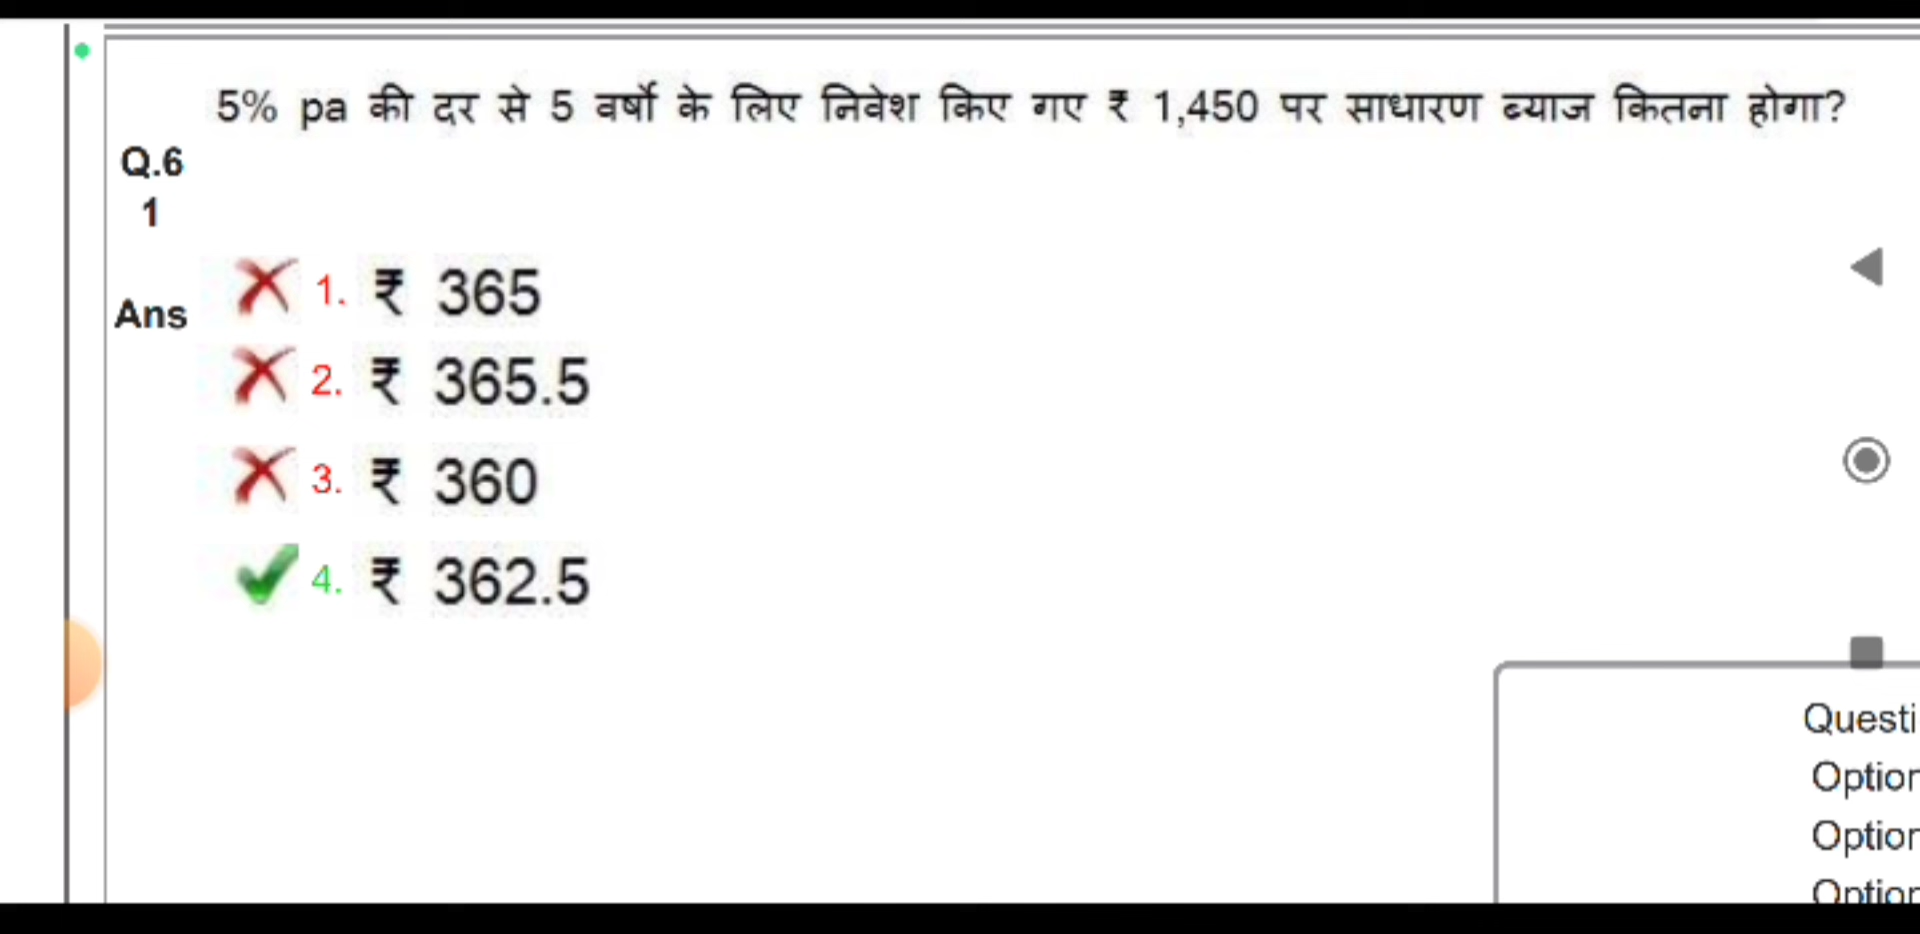 5% pa की दर से 5 वर्षो के लिए निवेश किए गए ₹ 1,450 पर साधारण ब्याज कितना होगा?
Q.6
1
Ans
1. ₹ 365
2. ₹ 365.5
3. ₹ 360
4. ₹ 362.5
Questi
Option
Option
Option